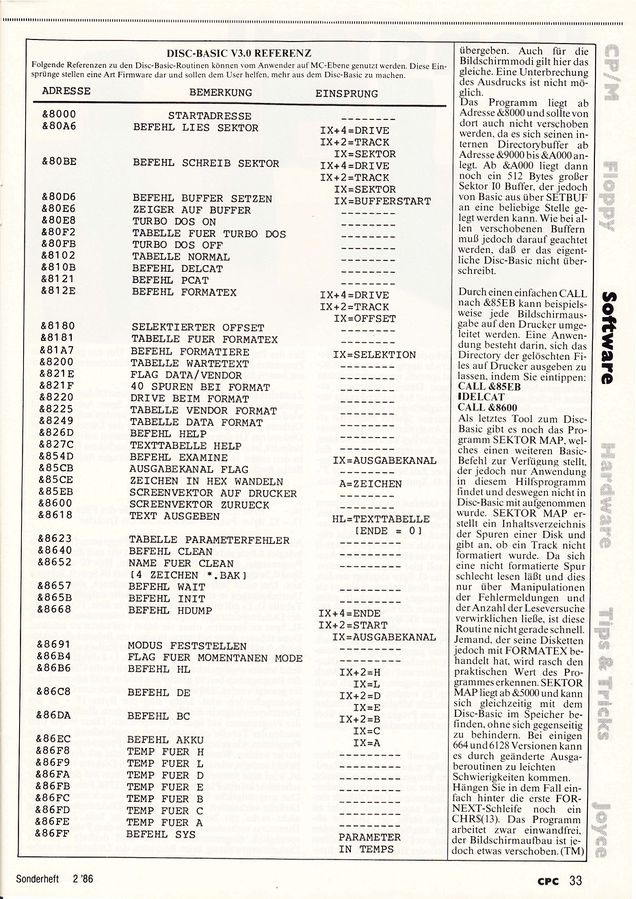 DISC-BASIC V3.0 REFERENZ
Folgende Referenzen zu den Disc-Basic-Routinen können vom Anwender auf MC-Ebene genutzt werden. Diese Ein-
sprünge stellen eine Art Firmware dar und sollen dem User helfen, mehr aus dem Disc-Basic zu machen.
ADRESSE BEMERKUNG EINSPRUNG
&8000 STARTADRESSE --------
&80A6 BEFEHL LIES SEKTOR IX+4=DRIVE
IX+2=TRACK
IX=SEKTOR
&80BE BEFEHL SCHREIB SEKTOR IX+4=DRIVE
IX+2=TRACK
IX=SEKTOR
&80D6 BEFEHL BUFFER SETZEN IX=BUFFERSTART
&80E6 ZEIGER AUF BUFFER --------
&80E8 TURBO DOS ON --------
&80F2 TABELLE FUER TURBO DOS --------
&80FB TURBO DOS OFF --------
&8102 TABELLE NORMAL --------
&810B BEFEHL DELCAT --------
&8121 BEFEHL PCAT --------
&812E BEFEHL FORMATEX IX+4=DRIVE
IX+2=TRACK
IX=OFFSET
&8180 SELEKTIERTER OFFSET --------
&8181 TABELLE FUER FORMATEX --------
&81A7 BEFEHL FORMATIERE IX=SELEKTION
&8200 TABELLE WARTETEXT --------
&821E FLAG DATA/VENDOR --------
&821F 40 SPUREN BEI FORMAT --------
&8220 DRIVE BEIM FORMAT --------
&8225 TABELLE VENDOR FORMAT --------
&8249 TABELLE DATA FORMAT --------
&826D BEFEHL HELP --------
&827C TEXTTABELLE HELP --------
&854D BEFEHL EXAMINE IX=AUSGABEKANAL
&85CB AUSGABEKANAL FLAG --------
&85CE ZEICHEN IN HEX WANDELN A=ZEICHEN
&85EB SCREENVEKTOR AUF DRUCKER --------
&8600 SCREENVEKTOR ZURUECK --------
&8618 TEXT AUSGEBEN HL=TEXTTABELLE
[ENDE = 0]
&8623 TABELLE PARAMETERFEHLER --------
&8640 BEFEHL CLEAN --------
&8652 NAME FUER CLEAN --------
[4 ZEICHEN *.BAK]
&8657 BEFEHL WAIT --------
&865B BEFEHL INIT --------
&8668 BEFEHL HDUMP IX+4=ENDE
IX+2=START
IX=AUSGABEKANAL
&8691 MODUS FESTSTELLEN --------
&86B4 FLAG FUER MOMENTANEN MODE --------
&86B6 BEFEHL HL IX+2=H
IX=L
&86C8 BEFEHL DE IX+2=D
IX=E
&86DA BEFEHL BC IX+2=B
IX=C
&86EC BEFEHL AKKU IX=A
&86F8 TEMP FUER H --------
&86F9 TEMP FUER L --------
&86FA TEMP FUER D --------
&86FB TEMP FUER E --------
&86FC TEMP FUER B --------
&86FD TEMP FUER C --------
&86FE TEMP FUER A --------
&86FF BEFEHL SYS PARAMETER
IN TEMPS
übergeben. Auch für die
Bildschirmmodi gilt hier das
gleiche. Eine Unterbrechung
des Ausdrucks ist nicht mö-
glich.
Das Programm liegt ab
Adresse &8000 und sollte von
dort auch nicht verschoben
werden, da es sich seinen in-
ternen Directorybuffer ab
Adresse &9000 bis &A000 an-
legt. Ab &A000 liegt dann
noch ein 512 Bytes großer
Sektor IO Buffer, der jedoch
von Basic aus über SETBUF
an eine beliebige Stelle ge-
legt werden kann. Wie bei al-
len verschobenen Buffern
muß jedoch darauf geachtet
werden, daß er das eigent-
liche Disc-Basic nicht über-
schreibt.
Durch einen einfachen CALL
nach &85EB kann beispiels-
weise jede Bildschirmaus-
gabe auf den Drucker umge-
leitet werden. Eine Anwen-
dung besteht darin, sich das
Directory der gelöschten Fi-
les auf Drucker ausgeben zu
lassen, indem Sie eintippen:
CALL &85EB
|DELCAT
CALL &8600
Als letztes Tool zum Disc-
Basic gibt es noch das Pro-
gramm SEKTOR MAP, wel-
ches einen weiteren Basic-
Befehl zur Verfügung stellt,
der jedoch nur Anwendung
in diesem Hilfsprogramm
findet und deswegen nicht in
Disc-Basic mit aufgenommen
wurde. SEKTOR MAP er-
stellt ein Inhaltsverzeichnis
der Spuren einer Disk und
gibt an, ob ein Track nicht
formatiert wurde. Da sich
eine nicht formatierte Spur
schlecht lesen läßt und dies
nur über Manipulationen
der Fehlermeldungen und
der Anzahl der Leseversuche
verwirklichen ließe, ist diese
Routine nicht gerade schnell.
Jemand, der seine Disketten
jedoch mit FORMATEX be-
handelt hat, wird rasch den
praktischen Wert des Pro-
grammes erkennen. SEKTOR
MAP liegt ab &5000 und kann
sich gleichzeitig mit dem
Disc-Basic im Speicher be-
finden, ohne sich gegenseitig
zu behindern. Bei einigen
664 und 6128 Versionen kann
es durch geänderte Ausga-
beroutinen zu leichten
Schwierigkeiten kommen.
Hängen Sie in dem Fall ein-
fach hinter die erste FOR-
NEXT-Schleife noch ein
CHR$(13). Das Programm
arbeitet zwar einwandfrei,
der Bildschirmaufbau ist je-
doch etwas verschoben. (TM)
CP/M
Floppy
Software
Hardware
Tips & Tricks
Joyce
Sonderheft 2 '86
CPC 33